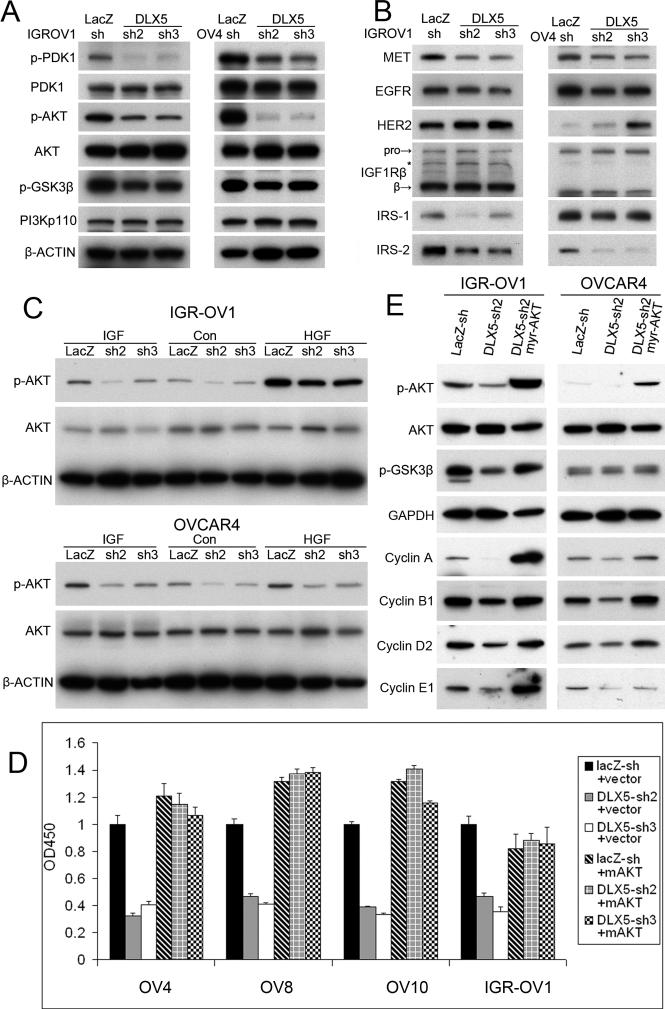 A
LacZ DLX5
IGROV1 sh sh2 sh3
LacZ DLX5
OV4 sh sh2 sh3
p-PDK1
PDK1
p-AKT
AKT
p-GSK3β
PI3Kp110
β-ACTIN
B
LacZ DLX5
IGROV1 sh sh2 sh3
LacZ DLX5
OV4 sh sh2 sh3
MET
EGFR
HER2
pro→
*
IGF1Rβ
β→
IRS-1
IRS-2
C
IGR-OV1
IGF Con HGF
LacZ sh2 sh3 LacZ sh2 sh3 LacZ sh2 sh3
p-AKT
AKT
β-ACTIN
OVCAR4
IGF Con HGF
LacZ sh2 sh3 LacZ sh2 sh3 LacZ sh2 sh3
p-AKT
AKT
β-ACTIN
E
IGR-OV1 OVCAR4
LacZ-sh
DLX5-sh2
DLX5-sh2
myr-AKT
LacZ-sh
DLX5-sh2
DLX5-sh2
myr-AKT
p-AKT
AKT
p-GSK3β
GAPDH
Cyclin A
Cyclin B1
Cyclin D2
Cyclin E1
D
OD450
1.6
1.4
1.2
1
0.8
0.6
0.4
0.2
0
OV4 OV8 OV10 IGR-OV1
lacZ-sh
+vector
DLX5-sh2
+vector
DLX5-sh3
+vector
lacZ-sh
+mAKT
DLX5-sh2
+mAKT
DLX5-sh3
+mAKT